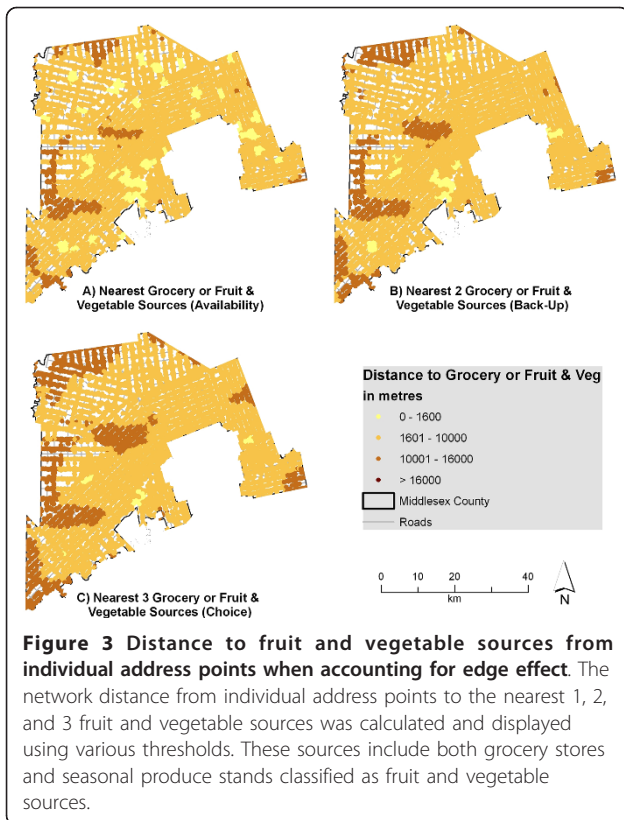 A) Nearest Grocery or Fruit &
Vegetable Sources (Availability)
B) Nearest 2 Grocery or Fruit &
Vegetable Sources (Back-Up)
C) Nearest 3 Grocery or Fruit &
Vegetable Sources (Choice)
Distance to Grocery or Fruit & Veg
in metres
0 - 1600
1601 - 10000
10001 - 16000
> 16000
Middlesex County
Roads
0 10 20 40
km
N
Figure 3 Distance to fruit and vegetable sources from
individual address points when accounting for edge effect. The
network distance from individual address points to the nearest 1, 2,
and 3 fruit and vegetable sources was calculated and displayed
using various thresholds. These sources include both grocery stores
and seasonal produce stands classified as fruit and vegetable
sources.